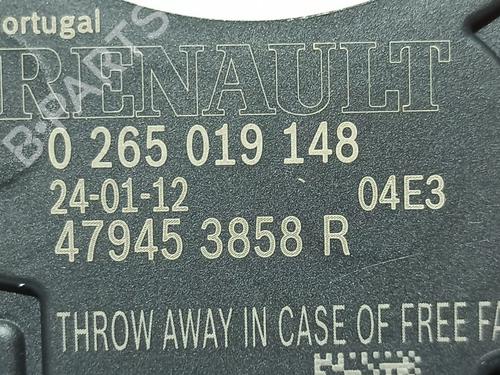 Portugal
RENAULT
B-PARTS
0 265 019 148
24-01-12 04E3
47945 3858 R
THROW AWAY IN CASE OF FREE FA